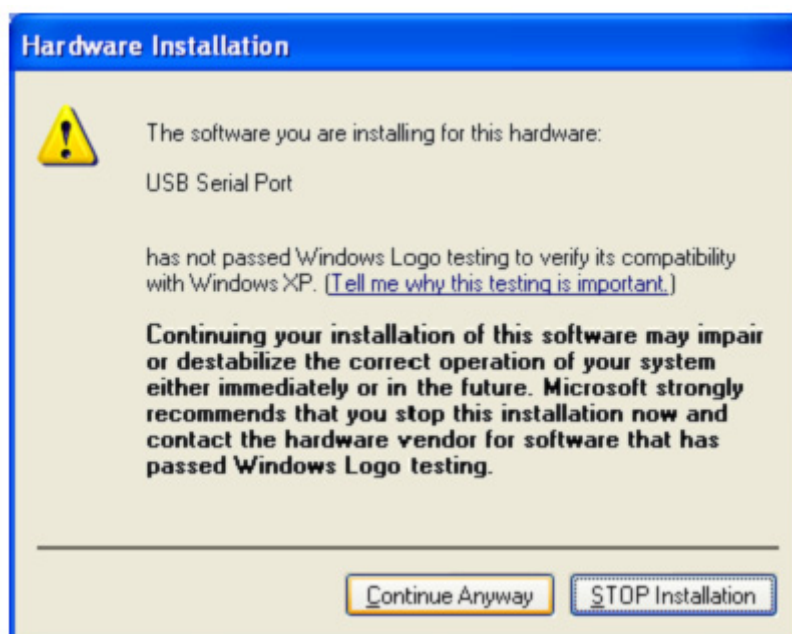 Hardware Installation
The software you are installing for this hardware:
USB Serial Port
has not passed Windows Logo testing to verify its compatibility
with Windows XP. (Tell me why this testing is important.)
Continuing your installation of this software may impair
or destabilize the correct operation of your system
either immediately or in the future. Microsoft strongly
recommends that you stop this installation now and
contact the hardware vendor for software that has
passed Windows Logo testing.
Continue Anyway
STOP Installation